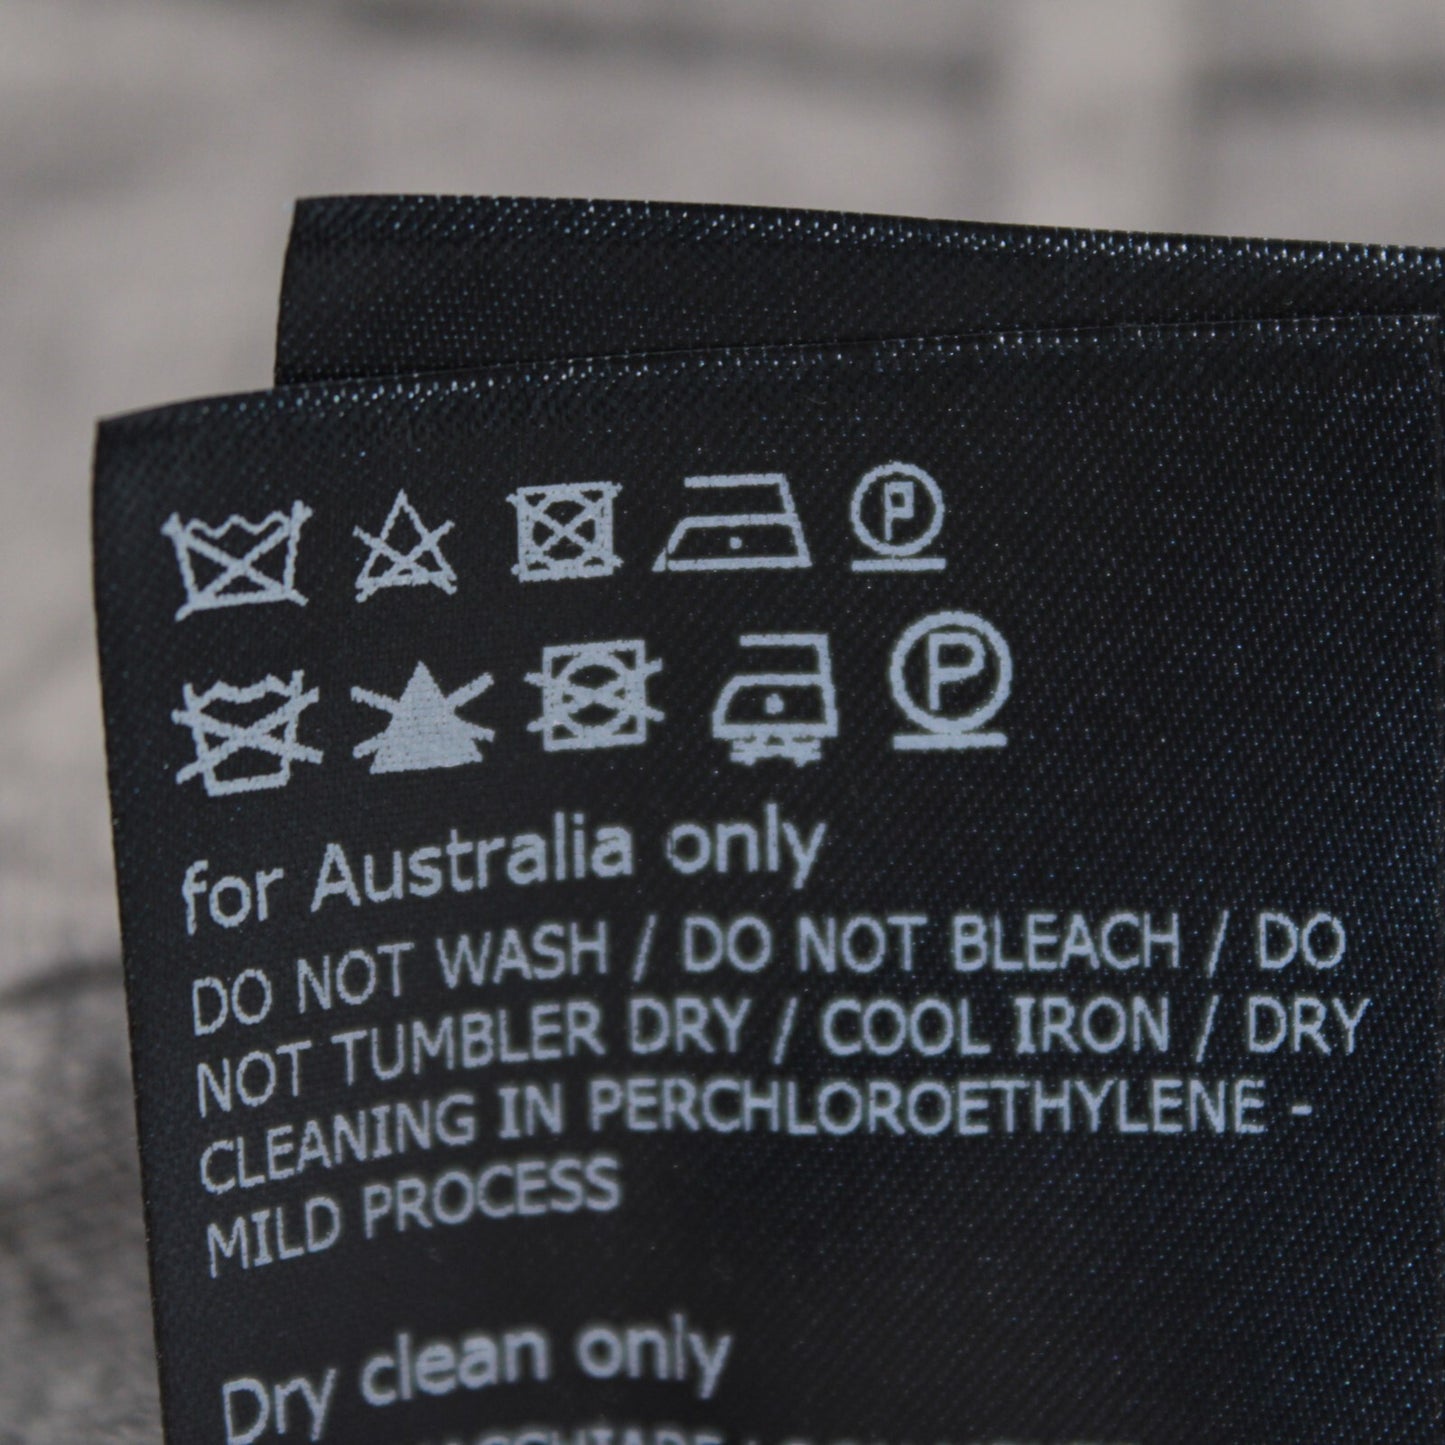 P
P
for Australia only
DO NOT WASH / DO NOT BLEACH / DO
NOT TUMBLER DRY / COOL IRON / DRY
CLEANING IN PERCHLOROETHYLENE -
MILD PROCESS
Dry clean only